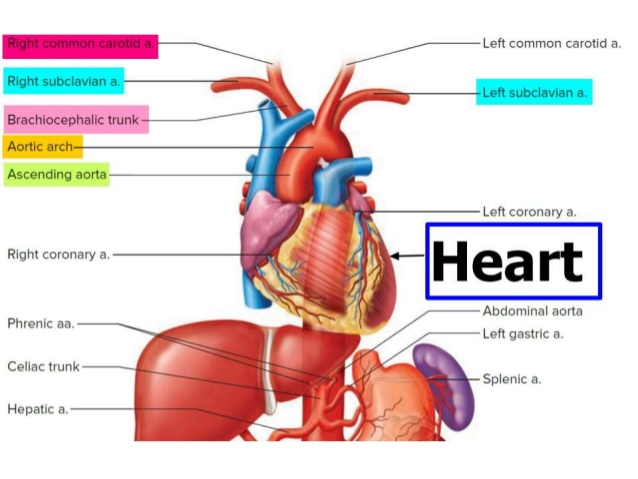 Right common carotid a.
Right subclavian a.
Brachiocephalic trunk
Aortic arch
Ascending aorta
Right coronary a.
Phrenic aa.
Celiac trunk
Hepatic a.
Left common carotid a.
Left subclavian a.
Left coronary a.
Heart
Abdominal aorta
Left gastric a.
Splenic a.